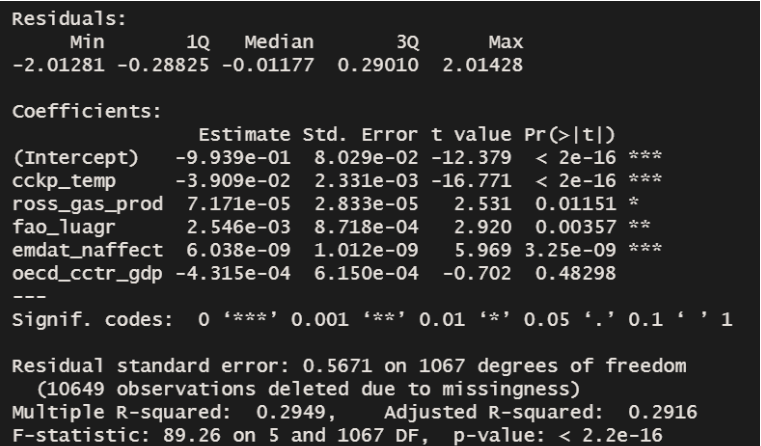 Residuals:
     Min       1Q   Median       3Q      Max
-2.01281 -0.28825 -0.01177  0.29010  2.01428
Coefficients:
                Estimate Std. Error t value Pr(>|t|)
(Intercept)   -9.939e-01  8.029e-02 -12.379  < 2e-16 ***
cckp_temp     -3.909e-02  2.331e-03 -16.771  < 2e-16 ***
ross_gas_prod  7.171e-05  2.833e-05   2.531  0.01151 *
fao_luagr      2.546e-03  8.718e-04   2.920  0.00357 **
emdat_naffect  6.038e-09  1.012e-09   5.969 3.25e-09 ***
oecd_cctr_gdp -4.315e-04  6.150e-04  -0.702  0.48298
---
Signif. codes:  0 ‘***’ 0.001 ‘**’ 0.01 ‘*’ 0.05 ‘.’ 0.1 ‘ ’ 1
Residual standard error: 0.5671 on 1067 degrees of freedom
  (10649 observations deleted due to missingness)
Multiple R-squared:  0.2949,    Adjusted R-squared:  0.2916
F-statistic: 89.26 on 5 and 1067 DF,  p-value: < 2.2e-16